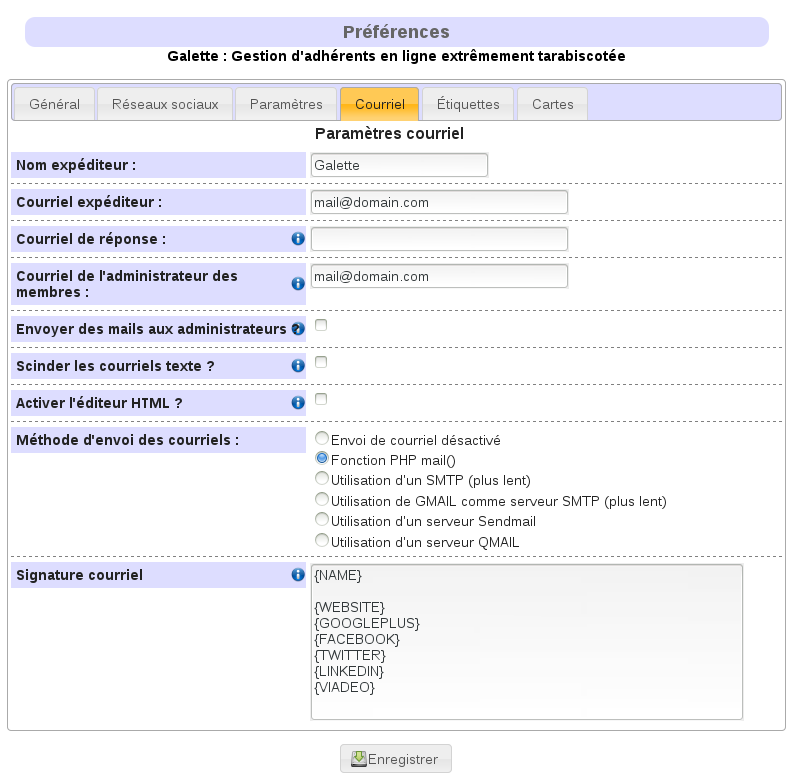 Préférences
Galette : Gestion d'adhérents en ligne extrêmement tarabiscotée
Général
Réseaux sociaux
Paramètres
Courriel
Étiquettes
Cartes
Paramètres courriel
Nom expéditeur :
Galette
Courriel expéditeur :
mail@domain.com
Courriel de réponse :
Courriel de l'administrateur des
membres :
mail@domain.com
Envoyer des mails aux administrateurs ?
Scinder les courriels texte ?
Activer l'éditeur HTML ?
Méthode d'envoi des courriels :
Envoi de courriel désactivé
Fonction PHP mail()
Utilisation d'un SMTP (plus lent)
Utilisation de GMAIL comme serveur SMTP (plus lent)
Utilisation d'un serveur Sendmail
Utilisation d'un serveur QMAIL
Signature courriel
{NAME}
{WEBSITE}
{GOOGLEPLUS}
{FACEBOOK}
{TWITTER}
{LINKEDIN}
{VIADEO}
Enregistrer